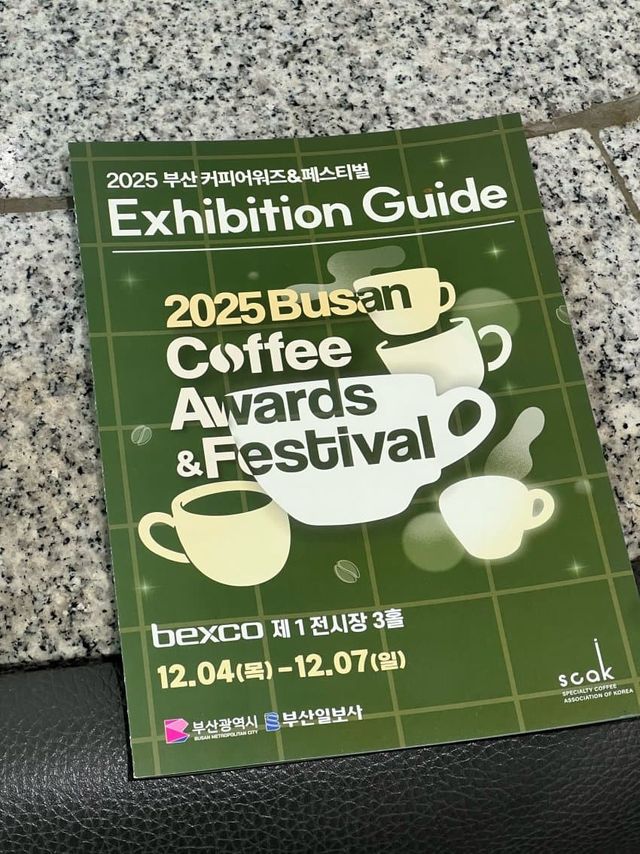 2025 부산 커피어워즈&페스티벌
Exhibition Guide
2025 Busan
Coffee
Awards
&Festival
bexco 제 1 전시장 3홀
12.04(목) - 12.07(일)
부산광역시
BUSAN METROPOLITAN CITY
부산일보사
scak
SPECIALTY COFFEE
ASSOCIATION OF KOREA